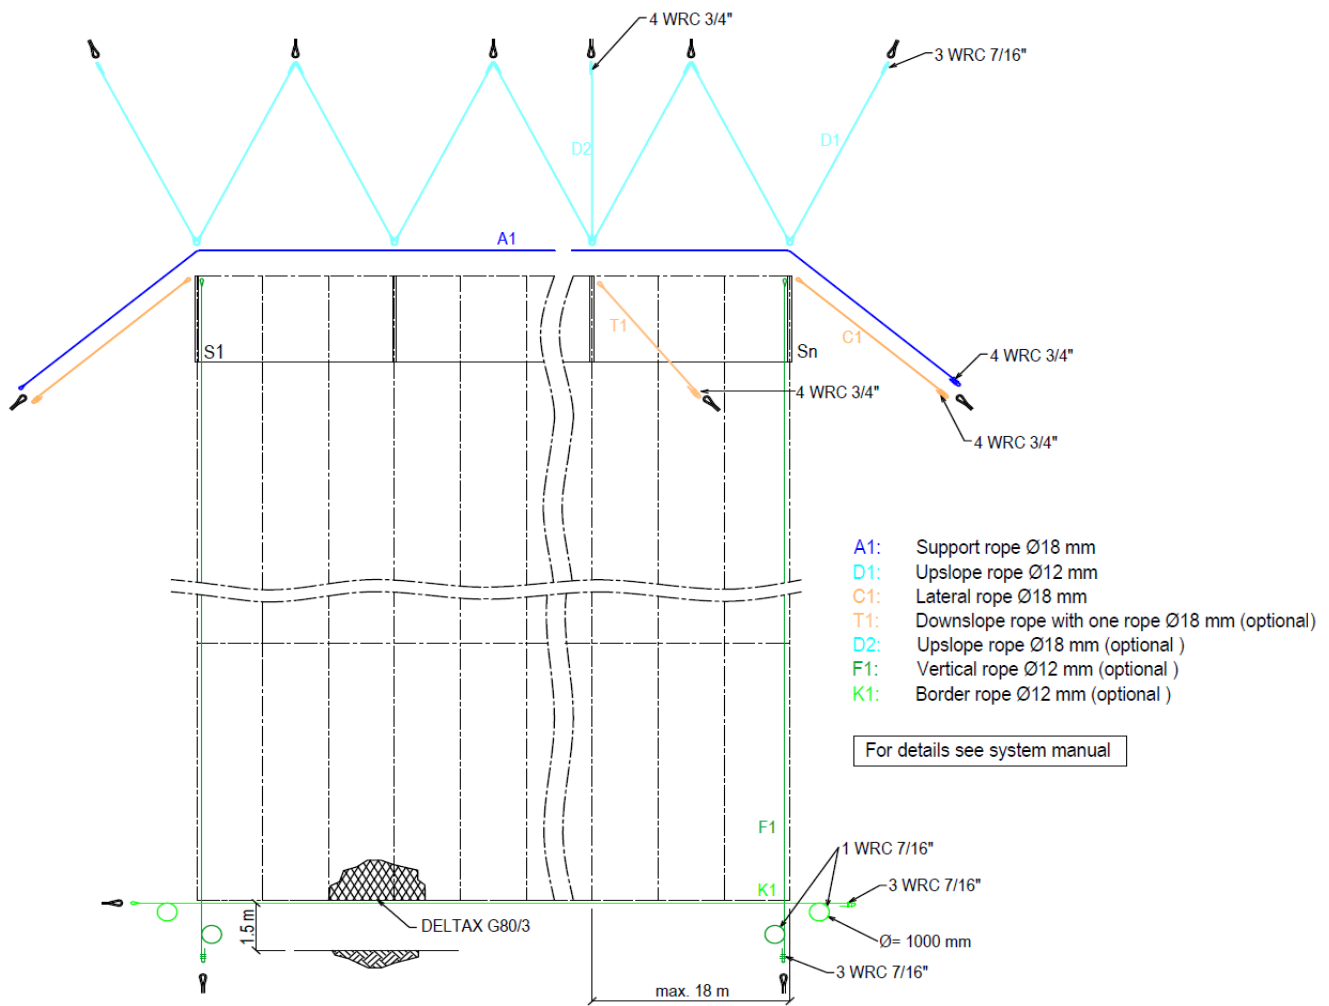 4 WRC 3/4"
3 WRC 7/16"
D2
D1
A1
T1
C1
S1
Sn
4 WRC 3/4"
4 WRC 3/4"
4 WRC 3/4"
A1: Support rope Ø18 mm
D1: Upslope rope Ø12 mm
C1: Lateral rope Ø18 mm
T1: Downslope rope with one rope Ø18 mm (optional)
D2: Upslope rope Ø18 mm (optional )
F1: Vertical rope Ø12 mm (optional )
K1: Border rope Ø12 mm (optional )
For details see system manual
F1
1 WRC 7/16"
K1
3 WRC 7/16"
DELTAX G80/3
1.5 m
Ø= 1000 mm
3 WRC 7/16"
max. 18 m